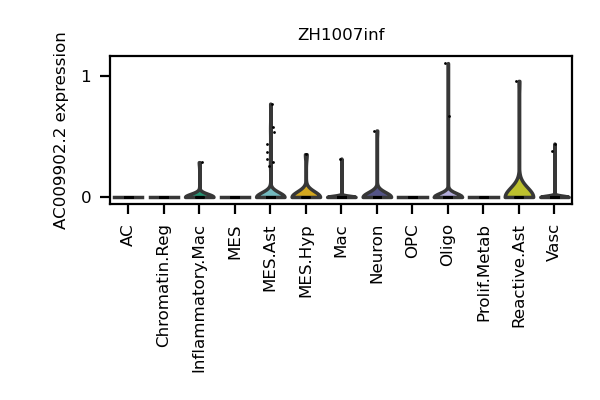 ZH1007inf
AC009902.2 expression
1
0
AC
Chromatin.Reg
Inflammatory.Mac
MES
MES.Ast
MES.Hyp
Mac
Neuron
OPC
Oligo
Prolif.Metab
Reactive.Ast
Vasc